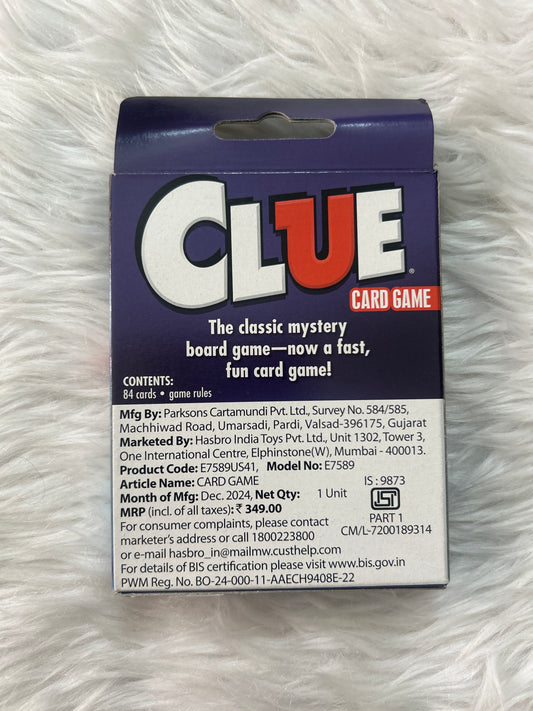 CLUE®
CARD GAME
The classic mystery
board game—now a fast,
fun card game!
CONTENTS:
84 cards • game rules
Mfg By: Parksons Cartamundi Pvt. Ltd., Survey No. 584/585,
Machhiwad Road, Umarsadi, Pardi, Valsad-396175, Gujarat
Marketed By: Hasbro India Toys Pvt. Ltd., Unit 1302, Tower 3,
One International Centre, Elphinstone(W), Mumbai - 400013.
Product Code: E7589US41, Model No: E7589
Article Name: CARD GAME
Month of Mfg: Dec. 2024, Net Qty: 1 Unit
MRP (incl. of all taxes): ₹ 349.00
For consumer complaints, please contact
marketer's address or call 1800223800
or e-mail hasbro_in@mailmw.custhelp.com
IS : 9873
PART 1
CM/L-7200189314
For details of BIS certification please visit www.bis.gov.in
PWM Reg. No. BO-24-000-11-AAECH9408E-22